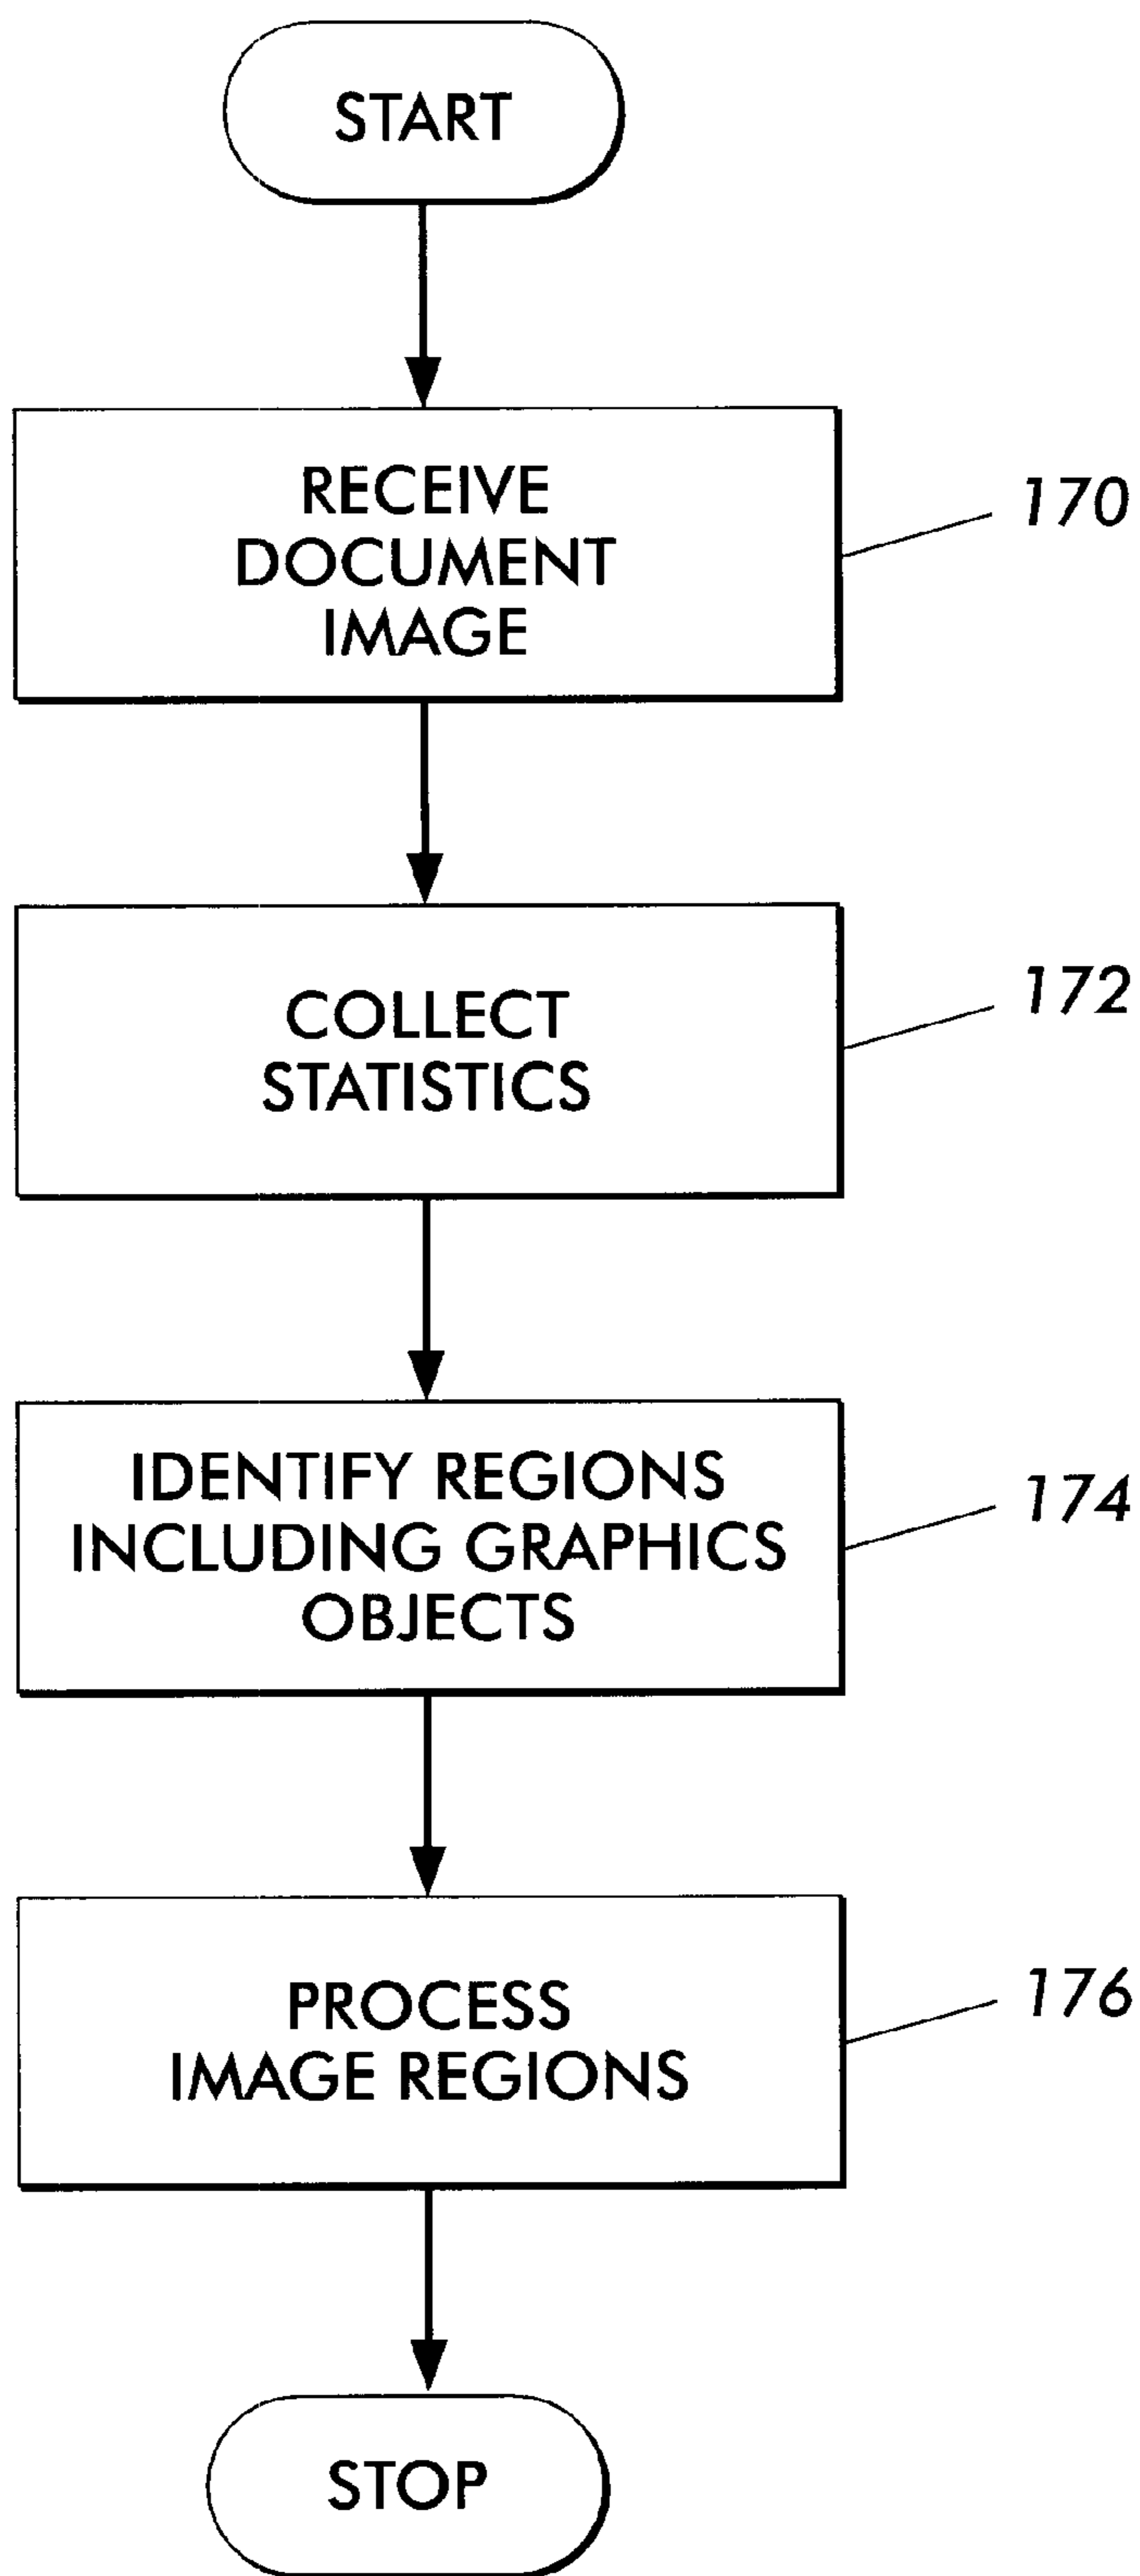 START
RECEIVE
DOCUMENT
IMAGE
170
COLLECT
STATISTICS
172
IDENTIFY REGIONS
INCLUDING GRAPHICS
OBJECTS
174
PROCESS
IMAGE REGIONS
176
STOP